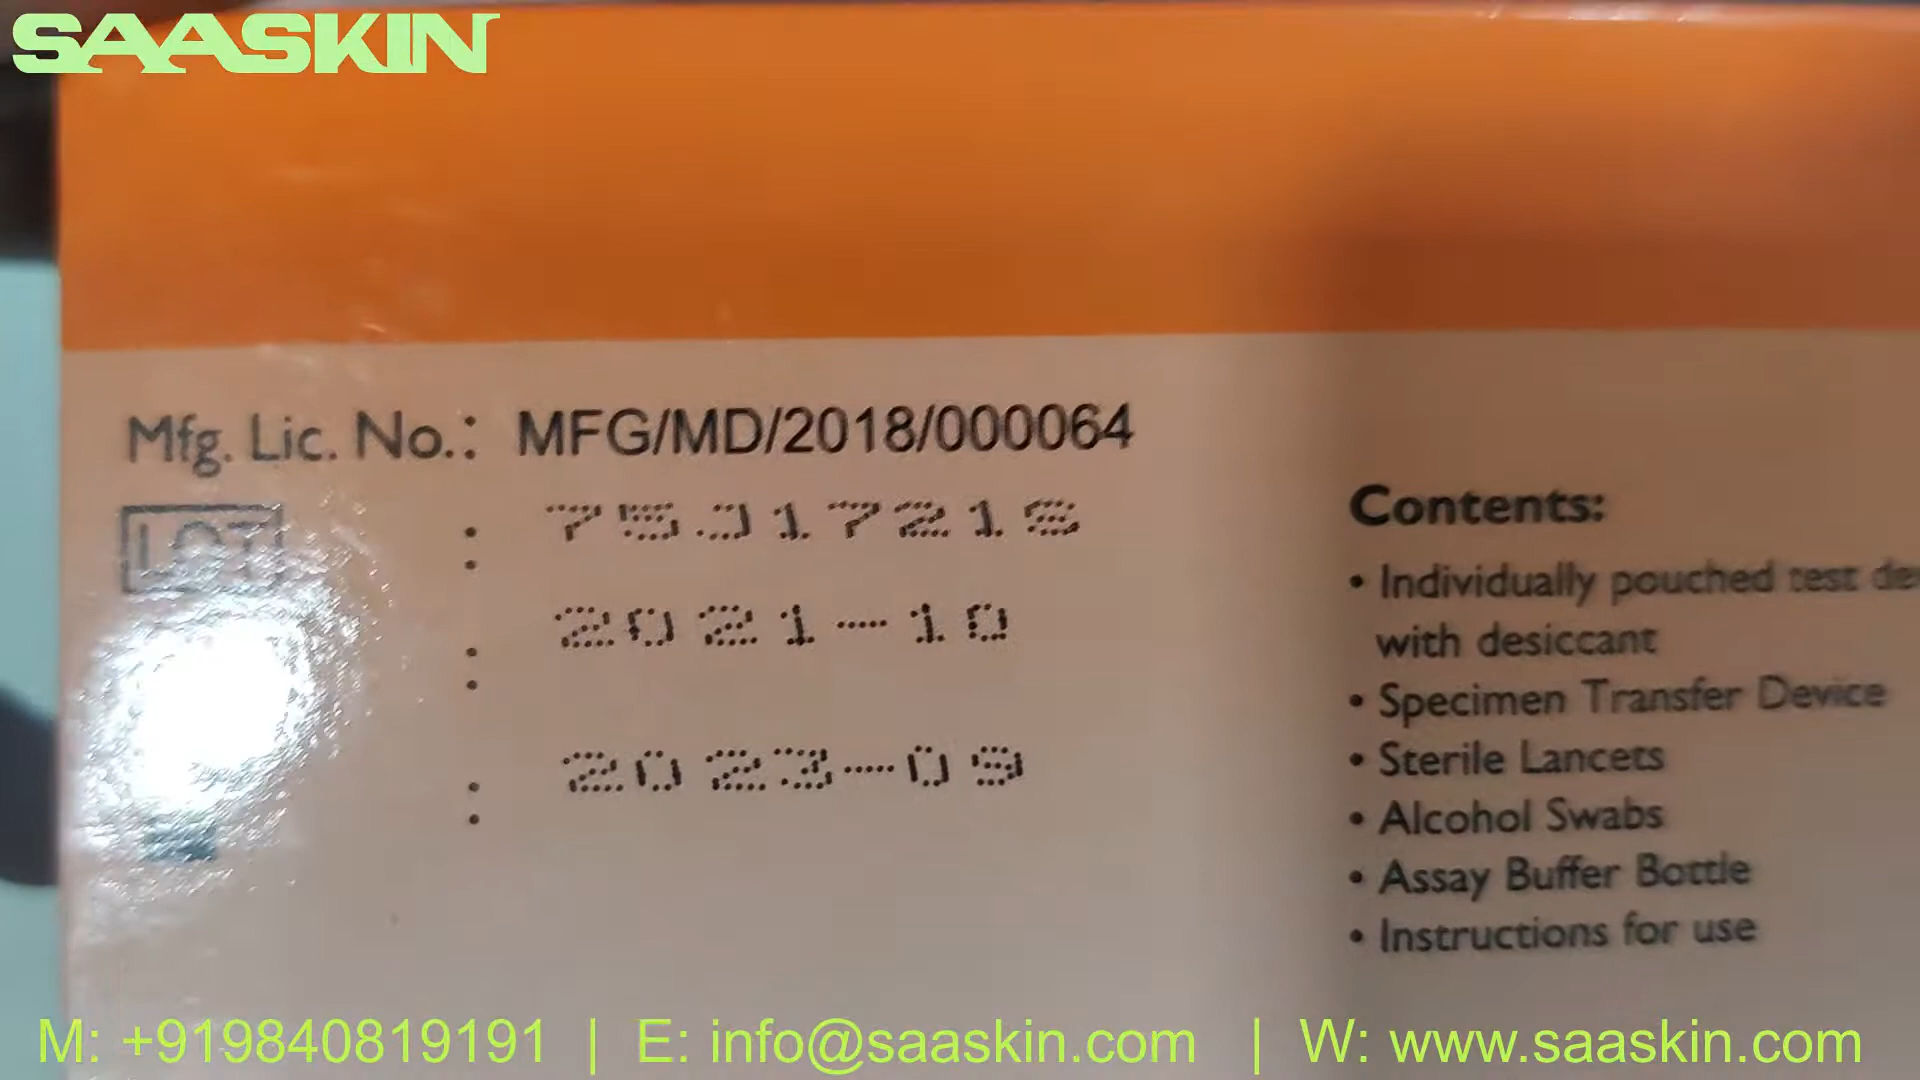 SAASKIN
Mfg. Lic. No.: MFG/MD/2018/000064
LOT :
2021-10
: 2023-09
Contents:
• Individually pouched test
with desiccant
• Specimen Transfer Device
• Sterile Lancets
• Alcohol Swabs
• Assay Buffer Bottle
• Instructions for use
M: +919840819191 | E: info@saaskin.com | W: www.saaskin.com